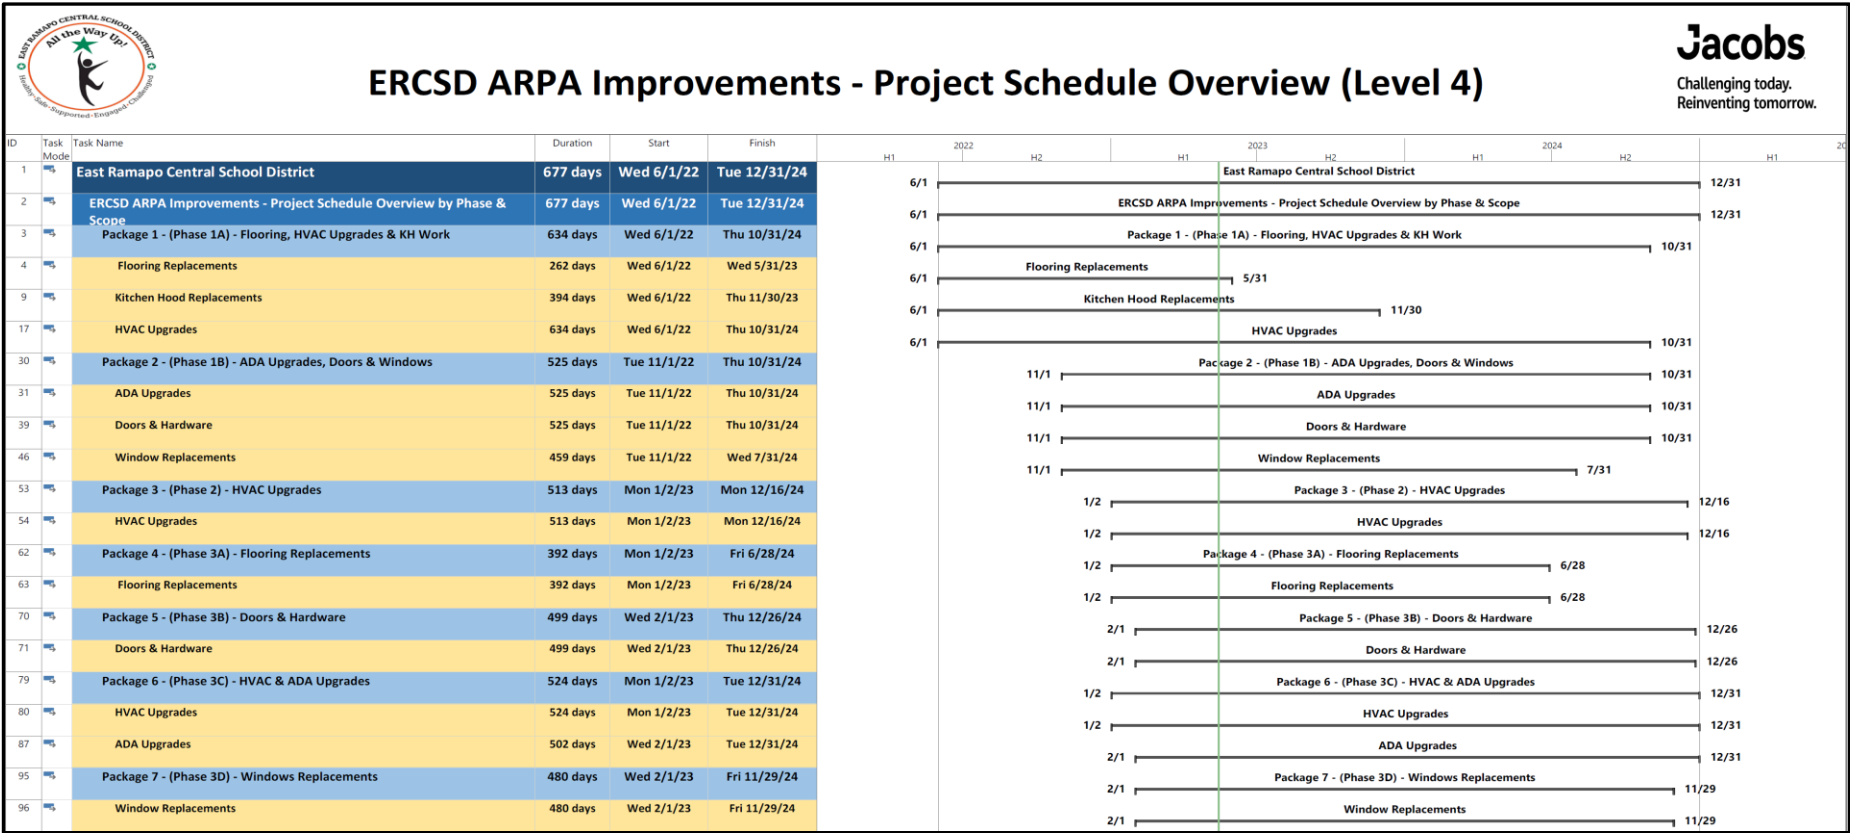 EAST RAMAPO CENTRAL SCHOOL DISTRICT
All the Way Up!
Healthy-Safe-Supported-Engaged-Challenged
ERCSD ARPA Improvements - Project Schedule Overview (Level 4)
Jacobs
Challenging today.
Reinventing tomorrow.
ID Task Mode Task Name Duration Start Finish
2022 2023 2024 20
H1 H2 H1 H2 H1 H2 H1
1 East Ramapo Central School District 677 days Wed 6/1/22 Tue 12/31/24
East Ramapo Central School District
6/1 12/31
2 ERCSD ARPA Improvements - Project Schedule Overview by Phase &
Scope 677 days Wed 6/1/22 Tue 12/31/24
ERCSD ARPA Improvements - Project Schedule Overview by Phase & Scope
6/1 12/31
3 Package 1 - (Phase 1A) - Flooring, HVAC Upgrades & KH Work 634 days Wed 6/1/22 Thu 10/31/24
Package 1 - (Phase 1A) - Flooring, HVAC Upgrades & KH Work
6/1 10/31
4 Flooring Replacements 262 days Wed 6/1/22 Wed 5/31/23
Flooring Replacements
6/1 5/31
9 Kitchen Hood Replacements 394 days Wed 6/1/22 Thu 11/30/23
Kitchen Hood Replacements
6/1 11/30
17 HVAC Upgrades 634 days Wed 6/1/22 Thu 10/31/24
HVAC Upgrades
6/1 10/31
30 Package 2 - (Phase 1B) - ADA Upgrades, Doors & Windows 525 days Tue 11/1/22 Thu 10/31/24
Package 2 - (Phase 1B) - ADA Upgrades, Doors & Windows
11/1 10/31
31 ADA Upgrades 525 days Tue 11/1/22 Thu 10/31/24
ADA Upgrades
11/1 10/31
39 Doors & Hardware 525 days Tue 11/1/22 Thu 10/31/24
Doors & Hardware
11/1 10/31
46 Window Replacements 459 days Tue 11/1/22 Wed 7/31/24
Window Replacements
11/1 7/31
53 Package 3 - (Phase 2) - HVAC Upgrades 513 days Mon 1/2/23 Mon 12/16/24
Package 3 - (Phase 2) - HVAC Upgrades
1/2 12/16
54 HVAC Upgrades 513 days Mon 1/2/23 Mon 12/16/24
HVAC Upgrades
1/2 12/16
62 Package 4 - (Phase 3A) - Flooring Replacements 392 days Mon 1/2/23 Fri 6/28/24
Package 4 - (Phase 3A) - Flooring Replacements
1/2 6/28
63 Flooring Replacements 392 days Mon 1/2/23 Fri 6/28/24
Flooring Replacements
1/2 6/28
70 Package 5 - (Phase 3B) - Doors & Hardware 499 days Wed 2/1/23 Thu 12/26/24
Package 5 - (Phase 3B) - Doors & Hardware
2/1 12/26
71 Doors & Hardware 499 days Wed 2/1/23 Thu 12/26/24
Doors & Hardware
2/1 12/26
79 Package 6 - (Phase 3C) - HVAC & ADA Upgrades 524 days Mon 1/2/23 Tue 12/31/24
Package 6 - (Phase 3C) - HVAC & ADA Upgrades
1/2 12/31
80 HVAC Upgrades 524 days Mon 1/2/23 Tue 12/31/24
HVAC Upgrades
1/2 12/31
87 ADA Upgrades 502 days Wed 2/1/23 Tue 12/31/24
ADA Upgrades
2/1 12/31
95 Package 7 - (Phase 3D) - Windows Replacements 480 days Wed 2/1/23 Fri 11/29/24
Package 7 - (Phase 3D) - Windows Replacements
2/1 11/29
96 Window Replacements 480 days Wed 2/1/23 Fri 11/29/24
Window Replacements
2/1 11/29